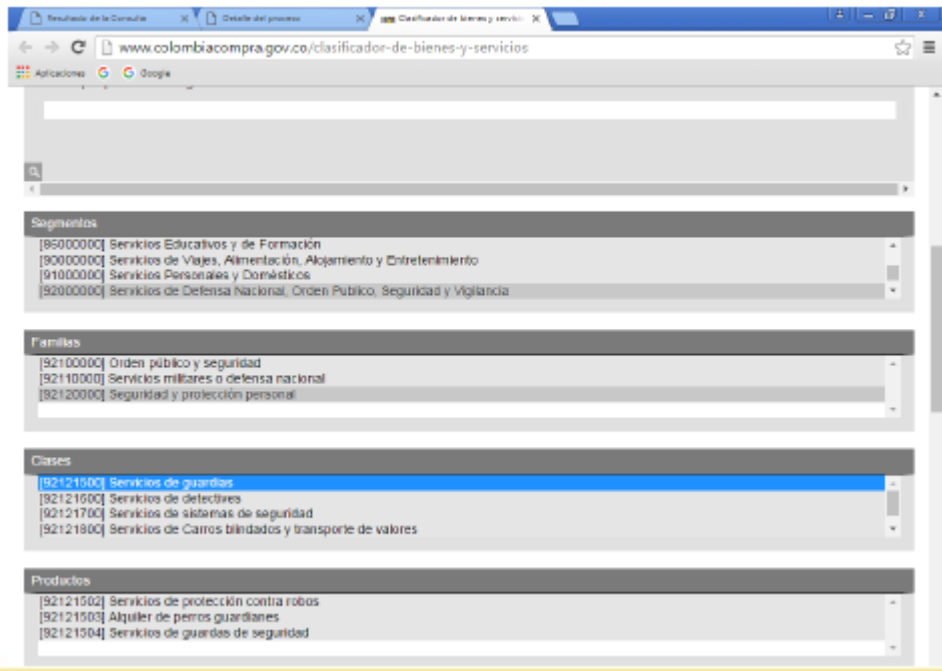 Resultado de la Consulta
Detalle del proceso
Clasificador de bienes y servicio
www.colombiacompra.gov.co/clasificador-de-bienes-y-servicios
Aplicaciones G G Google
Segmentos
[86000000] Servicios Educativos y de Formación
[90000000] Servicios de Viajes, Alimentación, Alojamiento y Entretenimiento
[91000000] Servicios Personales y Domésticos
[92000000] Servicios de Defensa Nacional, Orden Publico, Seguridad y Vigilancia
Familias
[92100000] Orden público y seguridad
[92110000] Servicios militares o defensa nacional
[92120000] Seguridad y protección personal
Clases
[92121500] Servicios de guardias
[92121600] Servicios de detectives
[92121700] Servicios de sistemas de seguridad
[92121800] Servicios de Carros blindados y transporte de valores
Productos
[92121502] Servicios de protección contra robos
[92121503] Alquiler de perros guardianes
[92121504] Servicios de guardas de seguridad